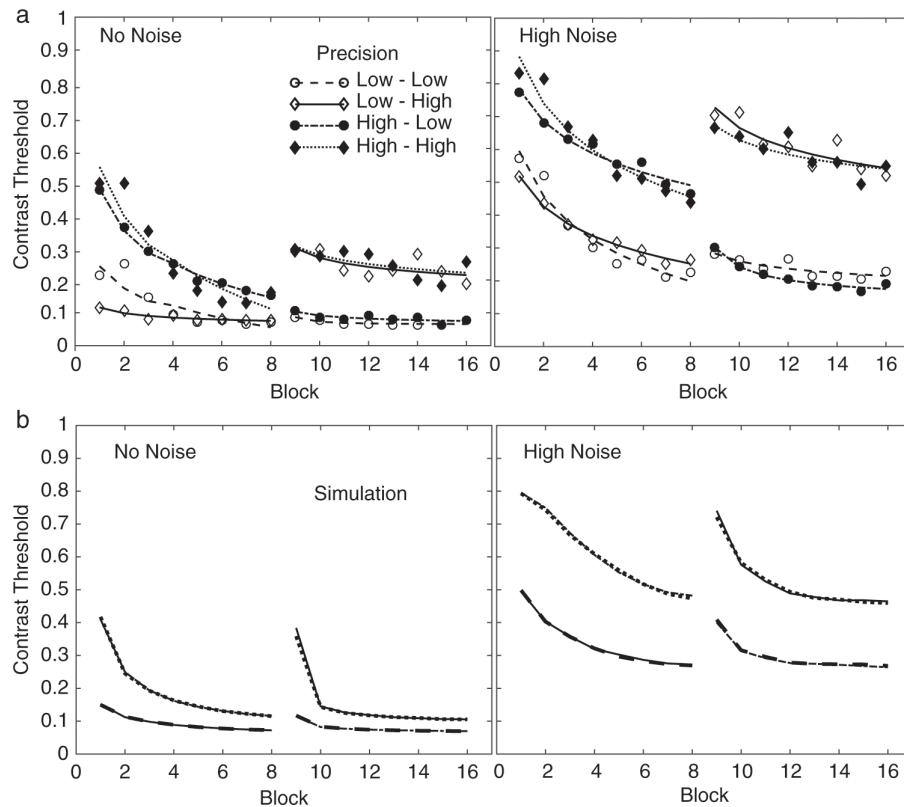 a
No Noise
Precision
Low - Low
Low - High
High - Low
High - High
Contrast Threshold
1
0.9
0.8
0.7
0.6
0.5
0.4
0.3
0.2
0.1
0
0 2 4 6 8 10 12 14 16
Block
High Noise
0 2 4 6 8 10 12 14 16
Block
b
No Noise
Simulation
Contrast Threshold
1
0.9
0.8
0.7
0.6
0.5
0.4
0.3
0.2
0.1
0
0 2 4 6 8 10 12 14 16
Block
High Noise
0 2 4 6 8 10 12 14 16
Block